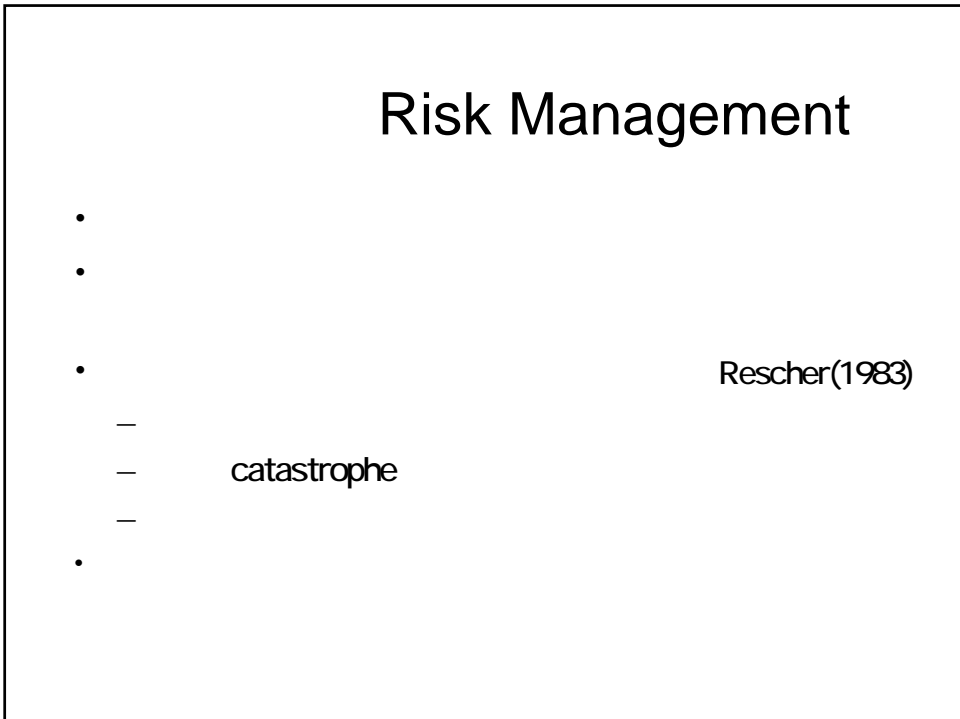 Risk Management
•
•
• Rescher(1983)
–
– catastrophe
–
•